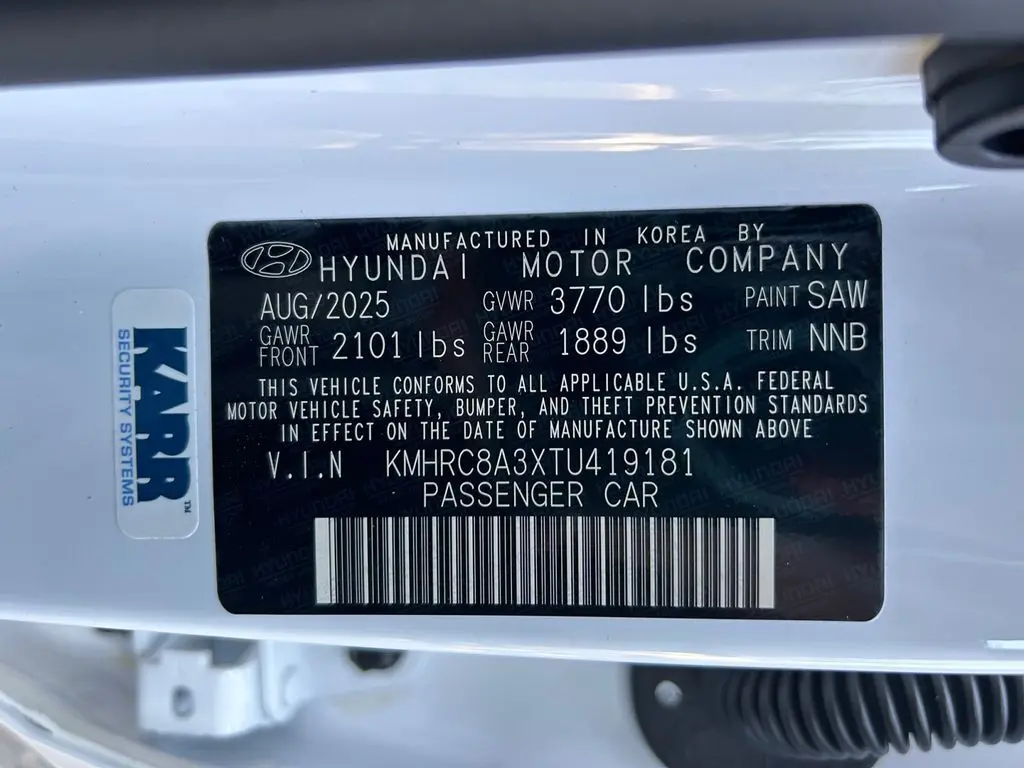 MANUFACTURED IN KOREA BY
HYUNDAI MOTOR COMPANY
AUG/2025 GVWR 3770 lbs PAINT SAW
GAWR FRONT 2101 lbs GAWR REAR 1889 lbs TRIM NNB
THIS VEHICLE CONFORMS TO ALL APPLICABLE U.S.A. FEDERAL
MOTOR VEHICLE SAFETY, BUMPER, AND THEFT PREVENTION STANDARDS
IN EFFECT ON THE DATE OF MANUFACTURE SHOWN ABOVE
V.I.N KMHRC8A3XTU419181
PASSENGER CAR
KARR™
SECURITY SYSTEMS